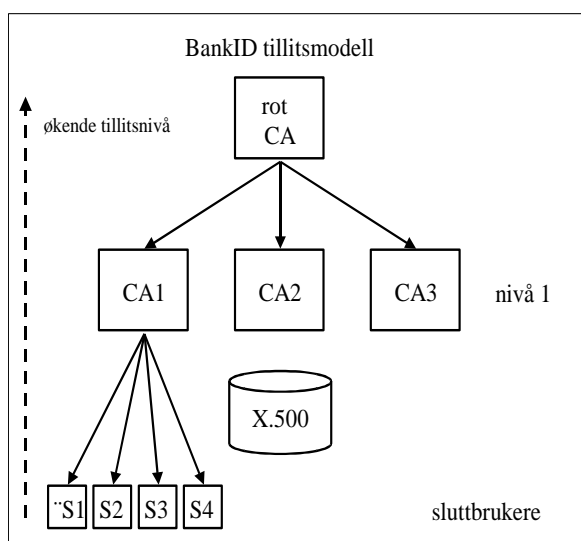 BankID tillitsmodell
økende tillitsnivå
rot
CA
CA1
CA2
CA3
nivå 1
X.500
¨S1
S2
S3
S4
sluttbrukere